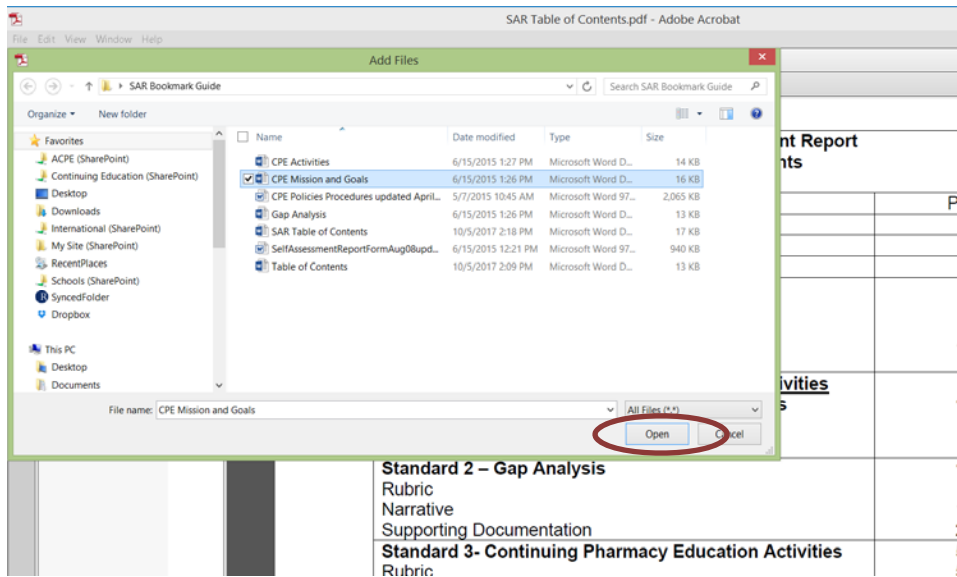 SAR Table of Contents.pdf - Adobe Acrobat
File Edit View Window Help
Add Files
SAR Bookmark Guide
Search SAR Bookmark Guide
Organize
New folder
Favorites
ACPE (SharePoint)
Continuing Education (SharePoint)
Desktop
Downloads
International (SharePoint)
My Site (SharePoint)
RecentPlaces
Schools (SharePoint)
SyncedFolder
Dropbox
This PC
Desktop
Documents
Name Date modified Type Size
CPE Activities 6/15/2015 1:27 PM Microsoft Word D... 14 KB
CPE Mission and Goals 6/15/2015 1:26 PM Microsoft Word D... 16 KB
CPE Policies Procedures updated April... 5/7/2015 10:45 AM Microsoft Word 97... 2,065 KB
Gap Analysis 6/15/2015 1:26 PM Microsoft Word D... 13 KB
SAR Table of Contents 10/5/2017 2:18 PM Microsoft Word D... 17 KB
SelfAssessmentReportFormAug08upd... 6/15/2015 12:21 PM Microsoft Word 97... 940 KB
Table of Contents 10/5/2017 2:09 PM Microsoft Word D... 13 KB
File name: CPE Mission and Goals
All Files (*.*)
Open Cancel
nt Report
nts
P
ivities
s
Standard 2 – Gap Analysis
Rubric
Narrative
Supporting Documentation
Standard 3- Continuing Pharmacy Education Activities
Rubric